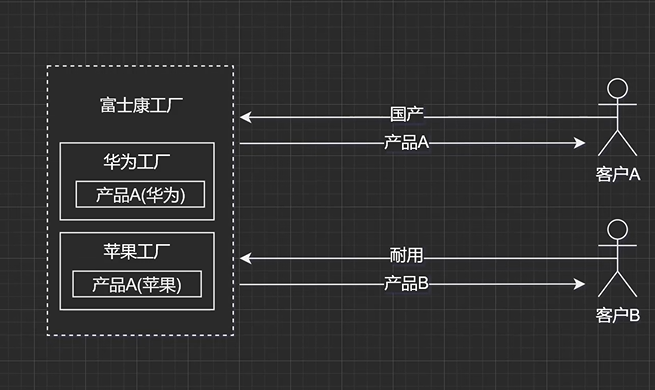 富士康工厂
华为工厂
产品A(华为)
苹果工厂
产品A(苹果)
国产
产品A
客户A
耐用
产品B
客户B